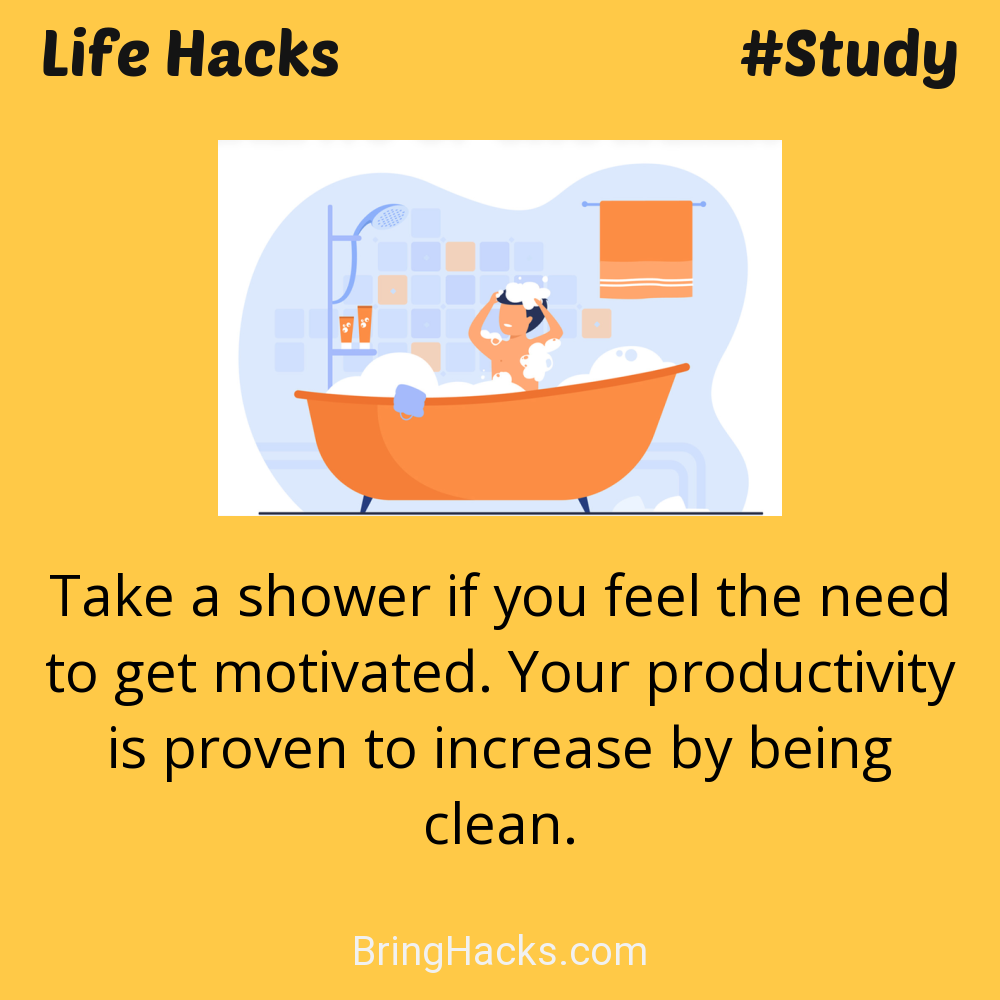 Life Hacks
#Study
Take a shower if you feel the need
to get motivated. Your productivity
is proven to increase by being
clean.
BringHacks.com